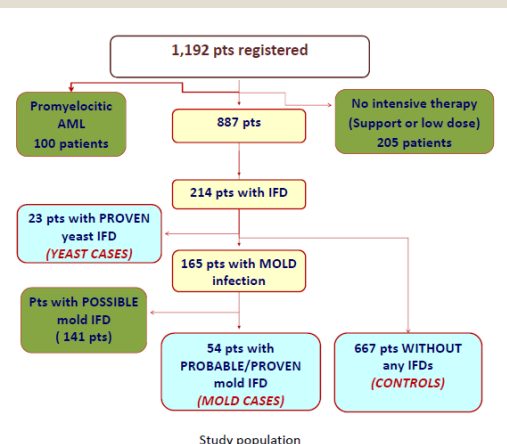 1,192 pts registered
Promyelocitic
AML
100 patients
887 pts
No intensive therapy
(Support or low dose)
205 patients
214 pts with IFD
23 pts with PROVEN
yeast IFD
(YEAST CASES)
165 pts with MOLD
infection
Pts with POSSIBLE
mold IFD
( 141 pts)
54 pts with
PROBABLE/PROVEN
mold IFD
(MOLD CASES)
667 pts WITHOUT
any IFDs
(CONTROLS)
Study population